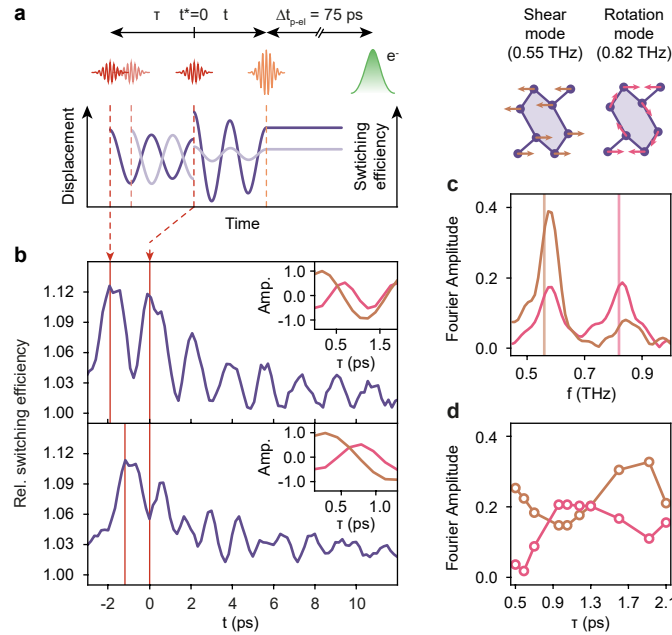 a
τ t*=0 t Δt p-el = 75 ps
e-
Displacement
Swtiching
efficiency
Time
Shear
mode
(0.55 THz)
Rotation
mode
(0.82 THz)
b
Rel. switching efficiency
1.12
1.09
1.06
1.03
1.00
Amp.
1.0
0.0
-1.0
0.5 1.5
τ (ps)
1.12
1.09
1.06
1.03
1.00
Amp.
1.0
0.0
-1.0
0.5 1.0
τ (ps)
-2 0 2 4 6 8 10
t (ps)
c
Fourier Amplitude
0.4
0.2
0.0
0.5 0.7 0.9
f (THz)
d
Fourier Amplitude
0.4
0.2
0.0
0.5 0.9 1.3 1.7 2.1
τ (ps)